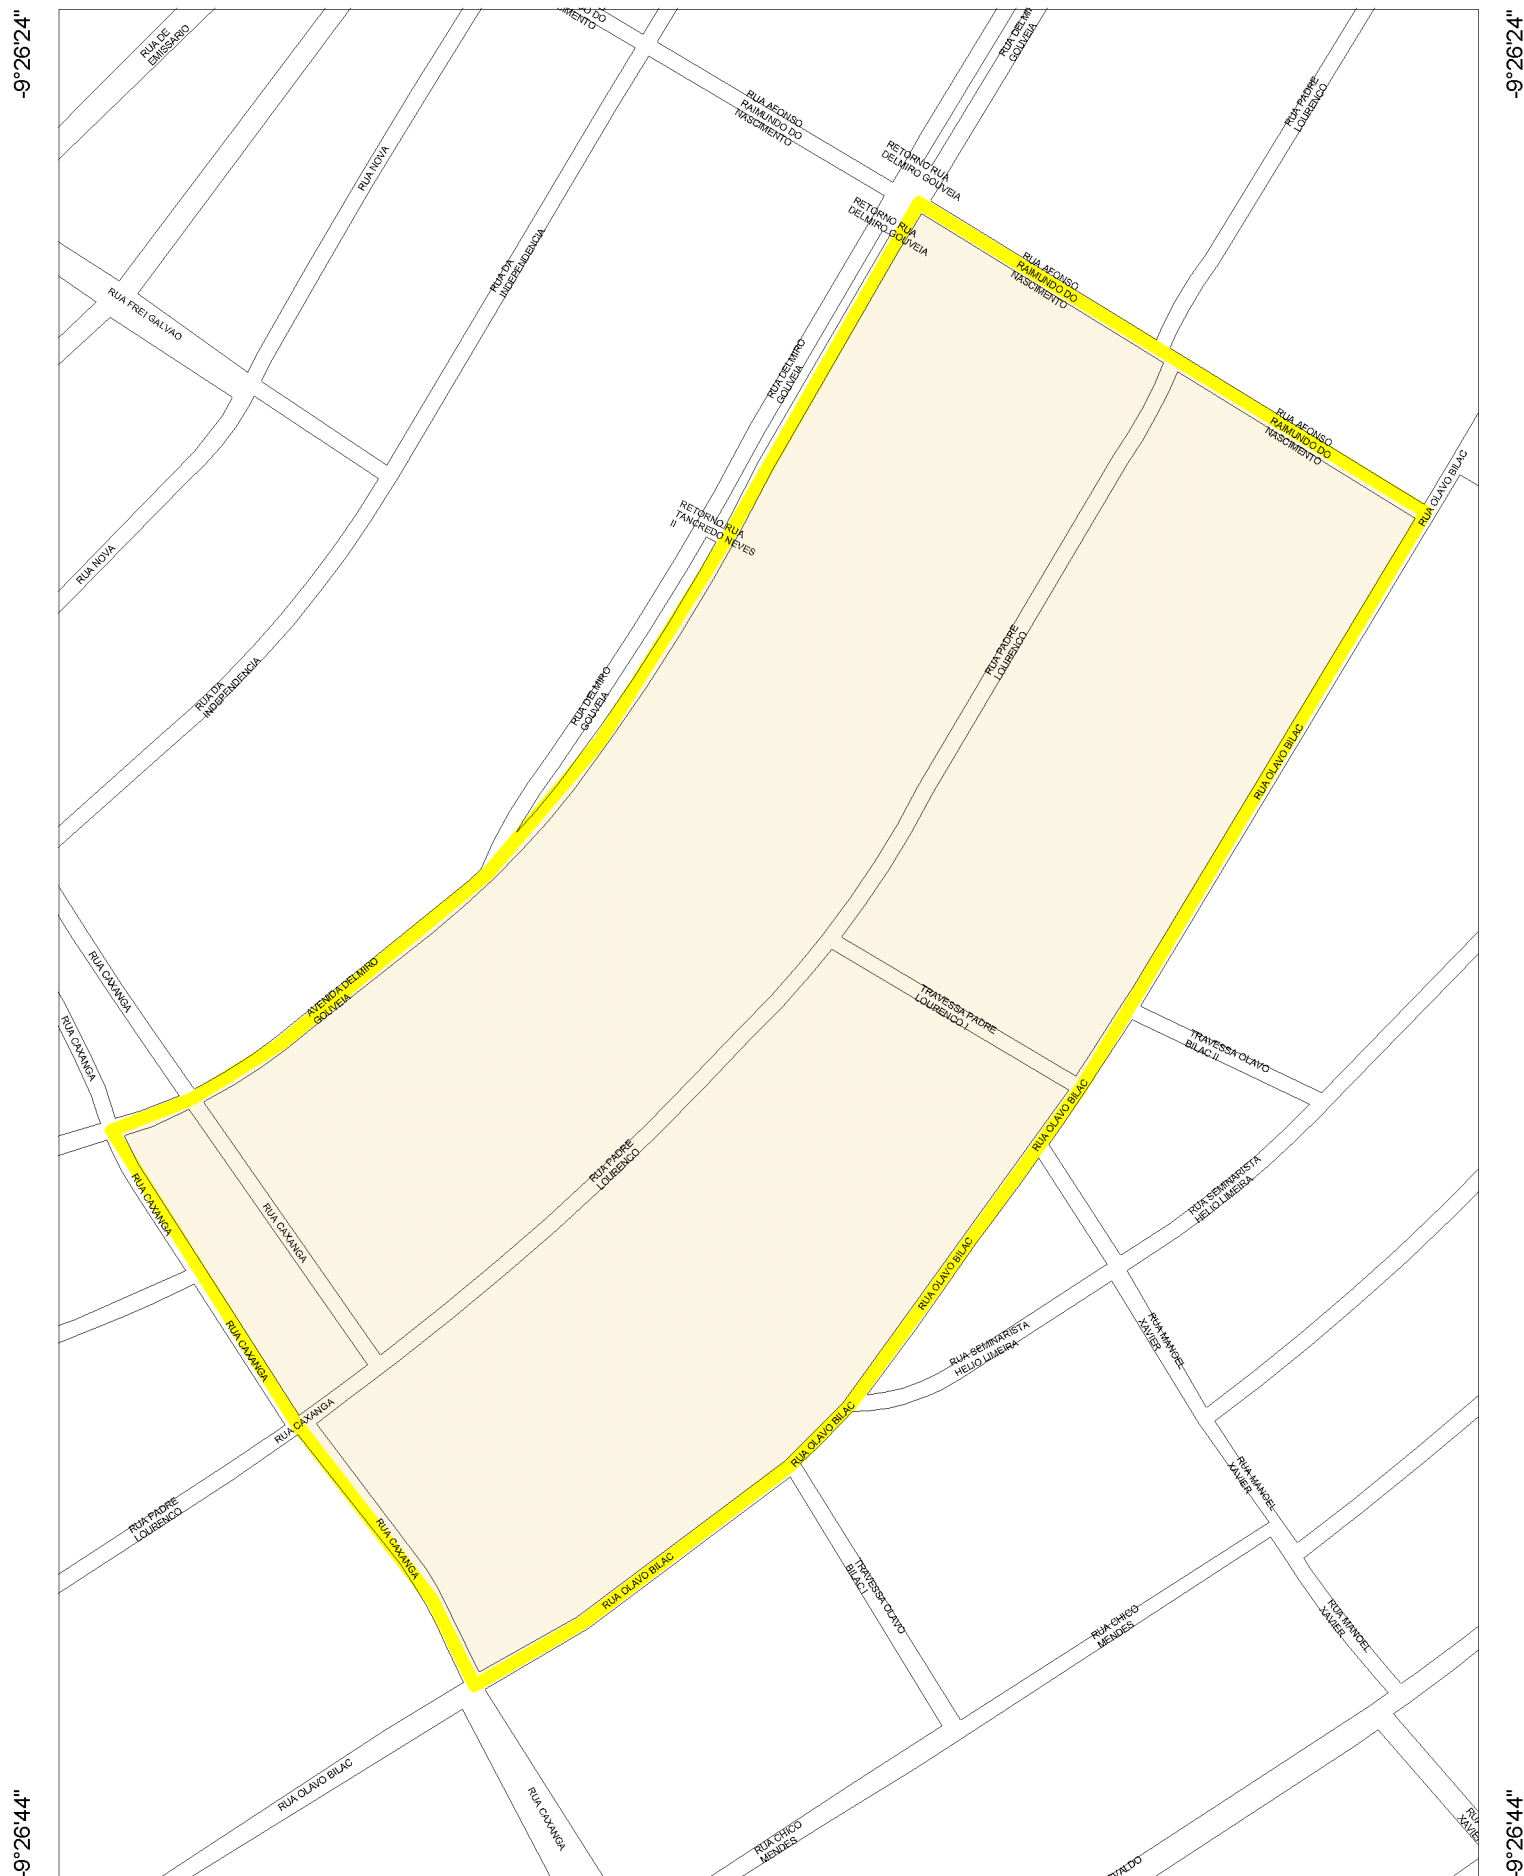 -9°26'24"
-9°26'24"
RUA DE
EMISSARIO
RUA DELMI
GOUVEIA
RUA AFONSO
RAIMUNDO DO
NASCIMENTO
RUA PADRE
LOURENCO
RUA NOVA
RETORNO RUA
DELMIRO GOUVEIA
RETORNO RUA
DELMIRO GOUVEIA
RUA DA
INDEPENDENCIA
RUA AFONSO
RAIMUNDO DO
NASCIMENTO
RUA FREI GALVAO
RUA DELMIRO
GOUVEIA
RUA AFONSO
RAIMUNDO DO
NASCIMENTO
RUA OLAVO BILAC
RETORNO RUA
TANCREDO NEVES
II
RUA NOVA
RUA PADRE
LOURENCO
RUA DA
INDEPENDENCIA
RUA DELMIRO
GOUVEIA
RUA OLAVO BILAC
RUA CAXANGA
AVENIDA DELMIRO
GOUVEIA
TRAVESSA PADRE
LOURENCO I
RUA CAXANGA
TRAVESSA OLAVO
BILAC II
RUA OLAVO BILAC
RUA PADRE
LOURENCO
RUA CAXANGA
RUA CAXANGA
RUA SEMINARISTA
HELIO LIMEIRA
RUA OLAVO BILAC
RUA CAXANGA
RUA SEMINARISTA
HELIO LIMEIRA
RUA MANOEL
XAVIER
RUA CAXANGA
RUA OLAVO BILAC
RUA MANOEL
XAVIER
RUA PADRE
LOURENCO
RUA CAXANGA
RUA OLAVO BILAC
TRAVESSA OLAVO
BILAC I
RUA CHICO
MENDES
RUA MANOEL
XAVIER
RUA OLAVO BILAC
RUA CAXANGA
RUA CHICO
MENDES
-9°26'44"
-9°26'44"